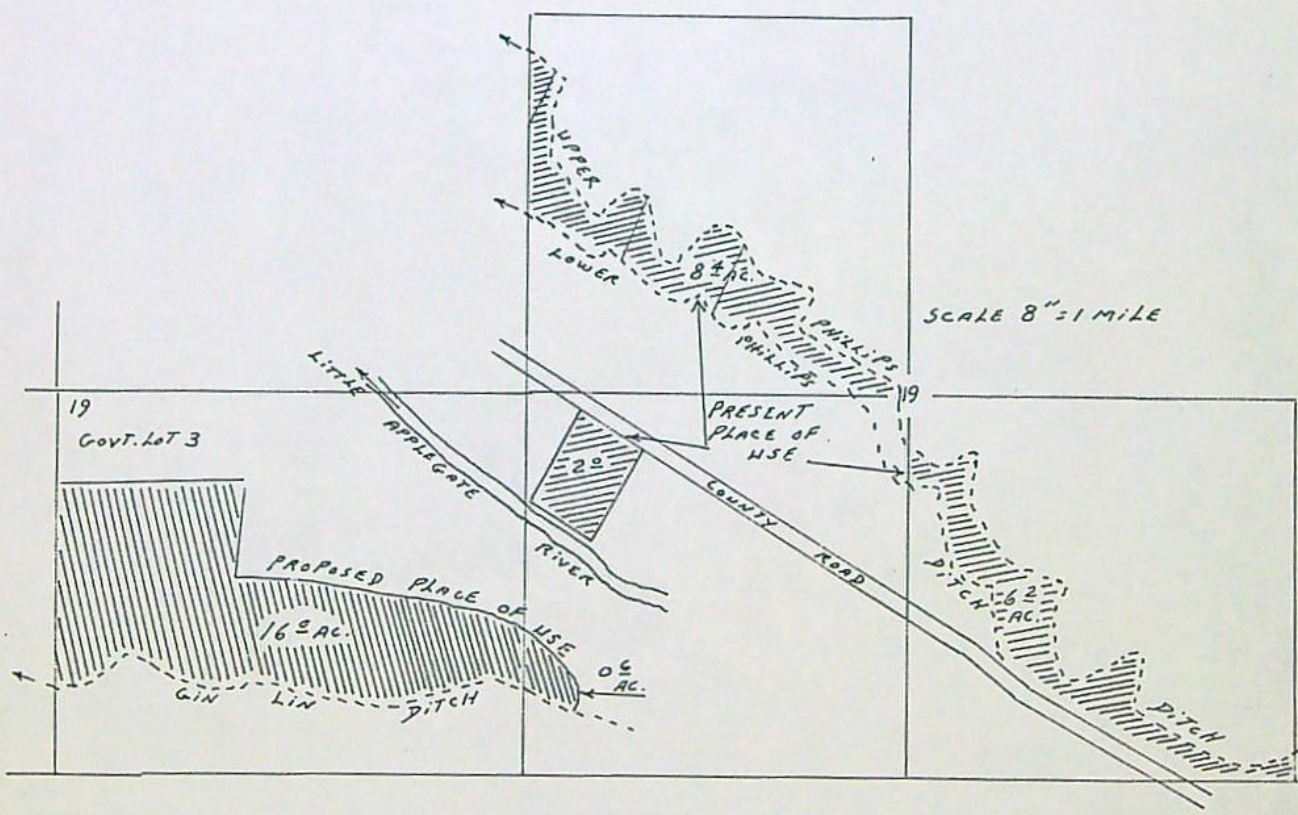 UPPER
LOWER
8 4 AC.
PHILLIPS
PHILLIPS
SCALE 8" = 1 MILE
19
19
GOVT. LOT 3
LITTLE
APPLEGATE
RIVER
PRESENT
PLACE OF
USE
2 0
COUNTY
ROAD
DITCH
6 2
AC.
DITCH
PROPOSED PLACE OF USE
16 0 AC.
0 6
AC.
GIN LIN DITCH